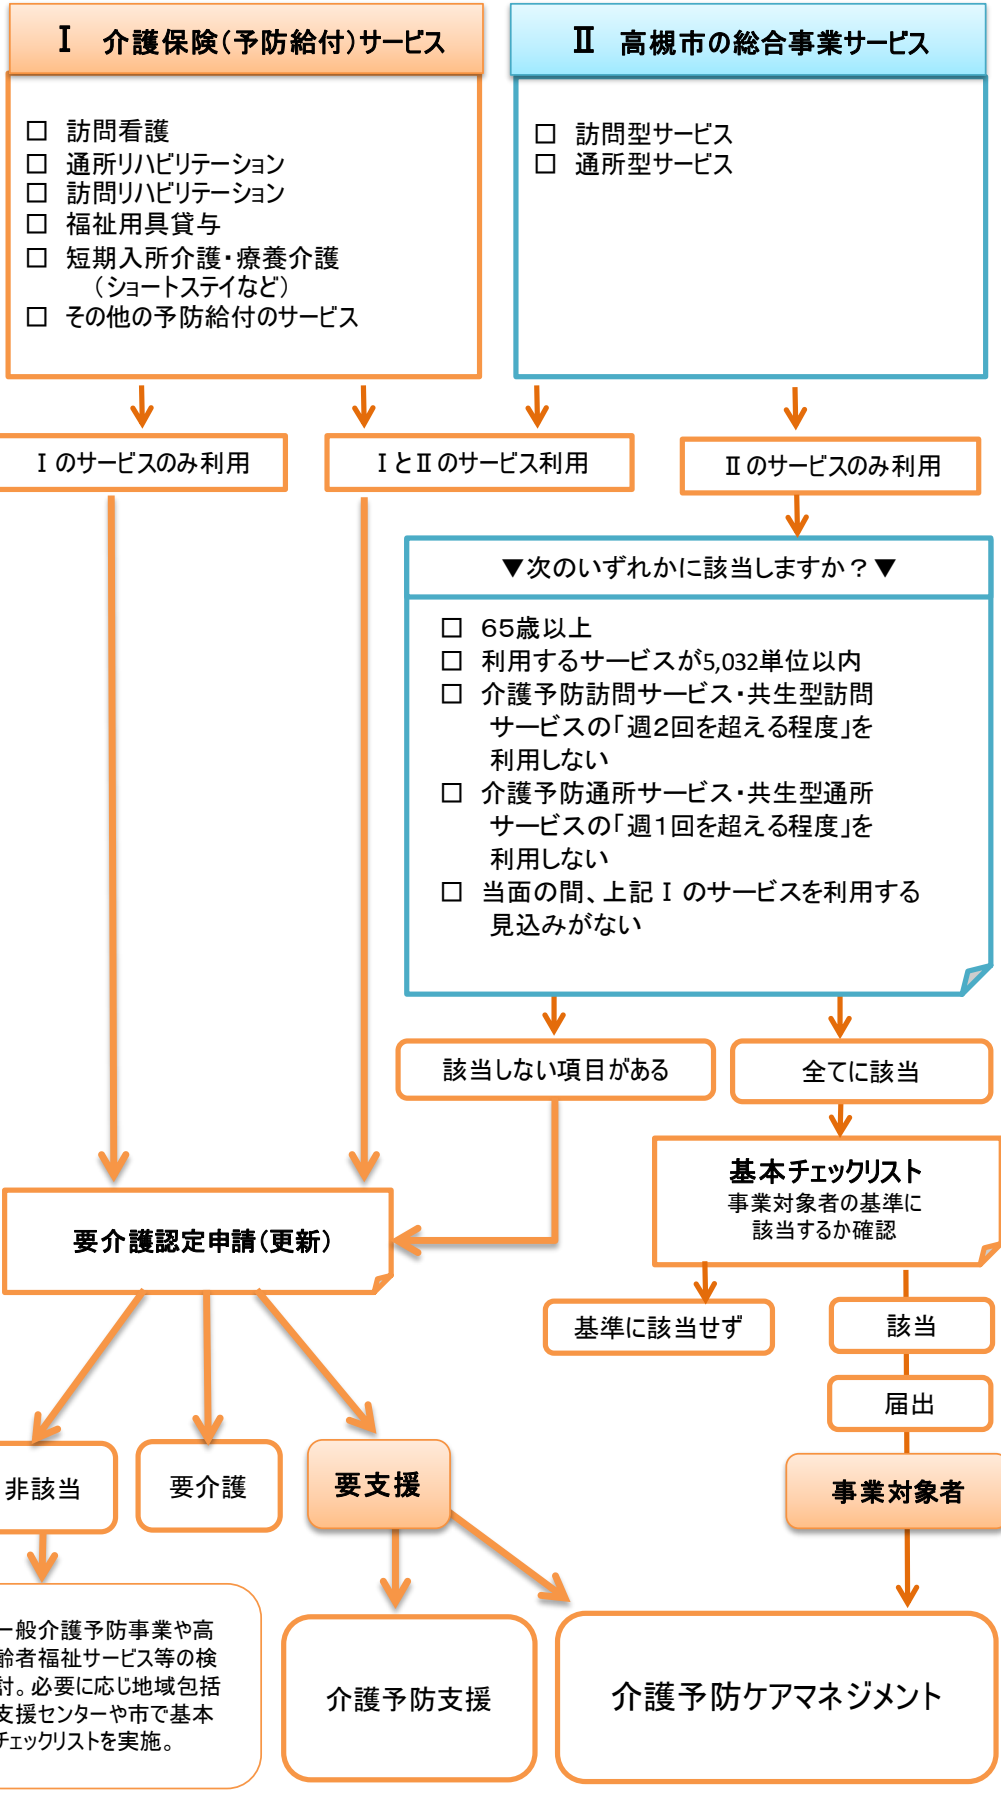 Ⅰ 介護保険(予防給付)サービス
□ 訪問看護
□ 通所リハビリテーション
□ 訪問リハビリテーション
□ 福祉用具貸与
□ 短期入所介護・療養介護
(ショートステイなど)
□ その他の予防給付のサービス
Ⅱ 高槻市の総合事業サービス
□ 訪問型サービス
□ 通所型サービス
Ⅰのサービスのみ利用
ⅠとⅡのサービス利用
Ⅱのサービスのみ利用
▼次のいずれかに該当しますか?▼
□ 65歳以上
□ 利用するサービスが5,032単位以内
□ 介護予防訪問サービス・共生型訪問
サービスの「週2回を超える程度」を
利用しない
□ 介護予防通所サービス・共生型通所
サービスの「週1回を超える程度」を
利用しない
□ 当面の間、上記Ⅰのサービスを利用する
見込みがない
該当しない項目がある
全てに該当
基本チェックリスト
事業対象者の基準に
該当するか確認
要介護認定申請(更新)
基準に該当せず
該当
届出
非該当
要介護
要支援
事業対象者
一般介護予防事業や高
齢者福祉サービス等の検
討。必要に応じ地域包括
支援センターや市で基本
チェックリストを実施。
介護予防支援
介護予防ケアマネジメント